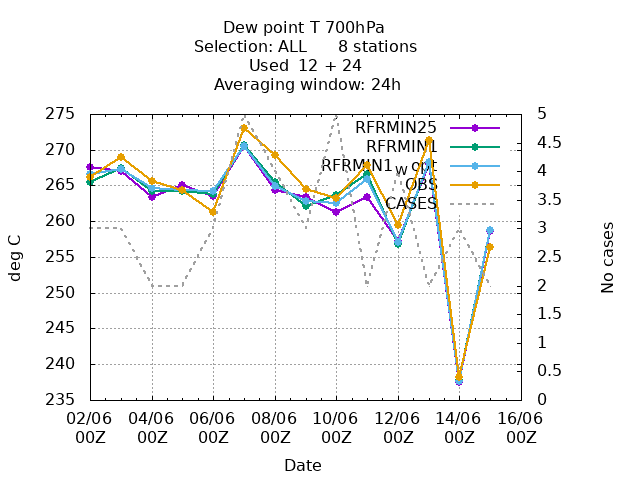 Dew point T 700hPa
Selection: ALL 8 stations
Used 12 + 24
Averaging window: 24h
275
270
265
260
255
250
245
240
235
deg C
RFRMIN25
RFRMIN1
RFRMIN1_w_opt
OBS
CASES
5
4.5
4
3.5
3
2.5
2
1.5
1
0.5
0
No cases
02/06 04/06 06/06 08/06 10/06 12/06 14/06 16/06
00Z 00Z 00Z 00Z 00Z 00Z 00Z 00Z
Date